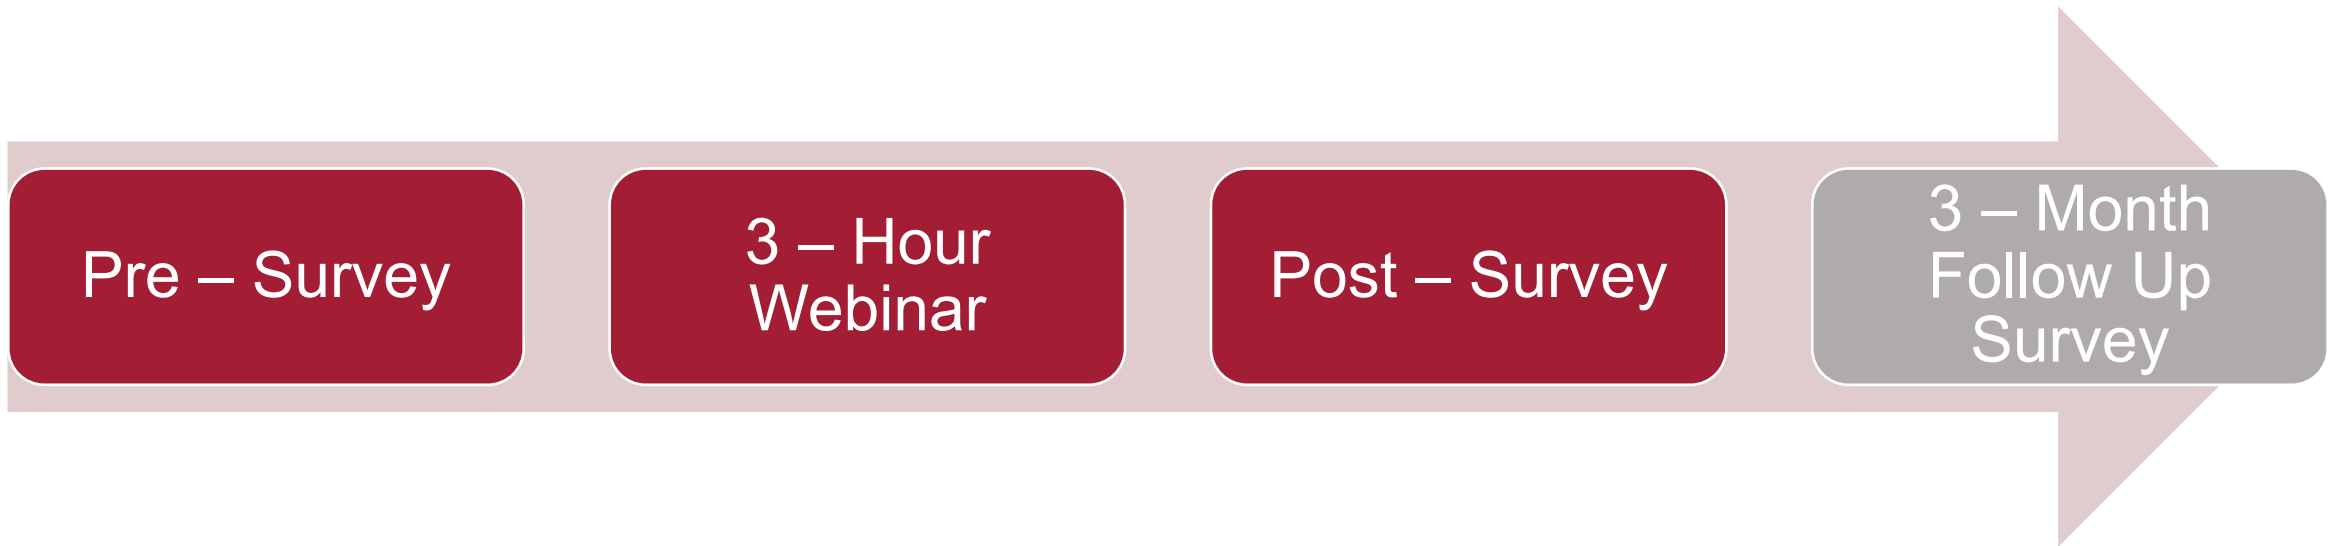 Pre – Survey
3 – Hour
Webinar
Post – Survey
3 – Month
Follow Up
Survey